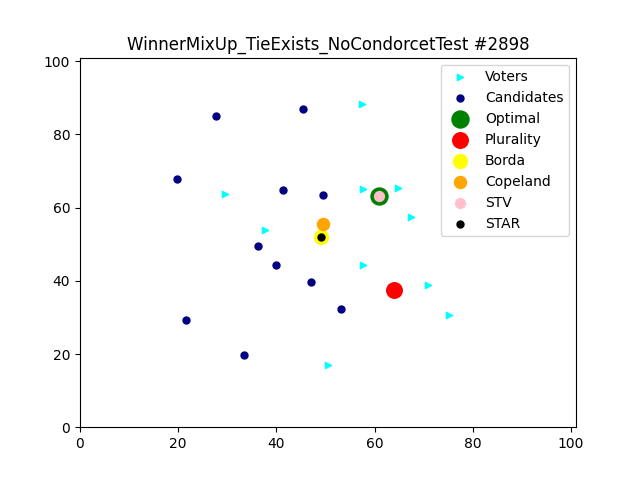 WinnerMixUp_TieExists_NoCondorcetTest #2898
100
80
60
40
20
0
0
20
40
60
80
100
Voters
Candidates
Optimal
Plurality
Borda
Copeland
STV
STAR